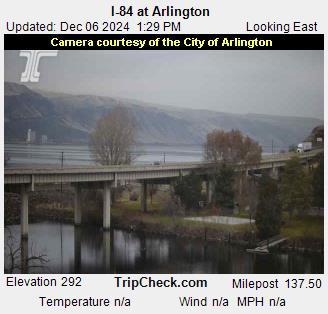 I-84 at Arlington
Updated: Dec 06 2024 1:29 PM Looking East
Camera courtesy of the City of Arlington
Elevation 292 TripCheck.com Milepost 137.50
Temperature n/a Wind n/a MPH n/a